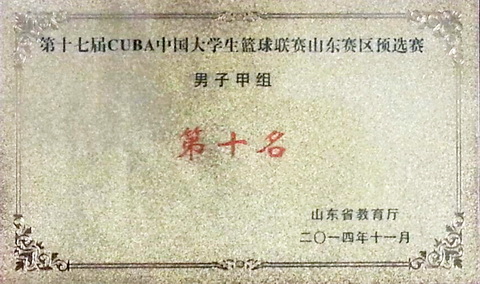 第十七届CUBA中国大学生篮球联赛山东赛区预选赛
男子甲组
第十名
山东省教育厅
二〇一四年十一月